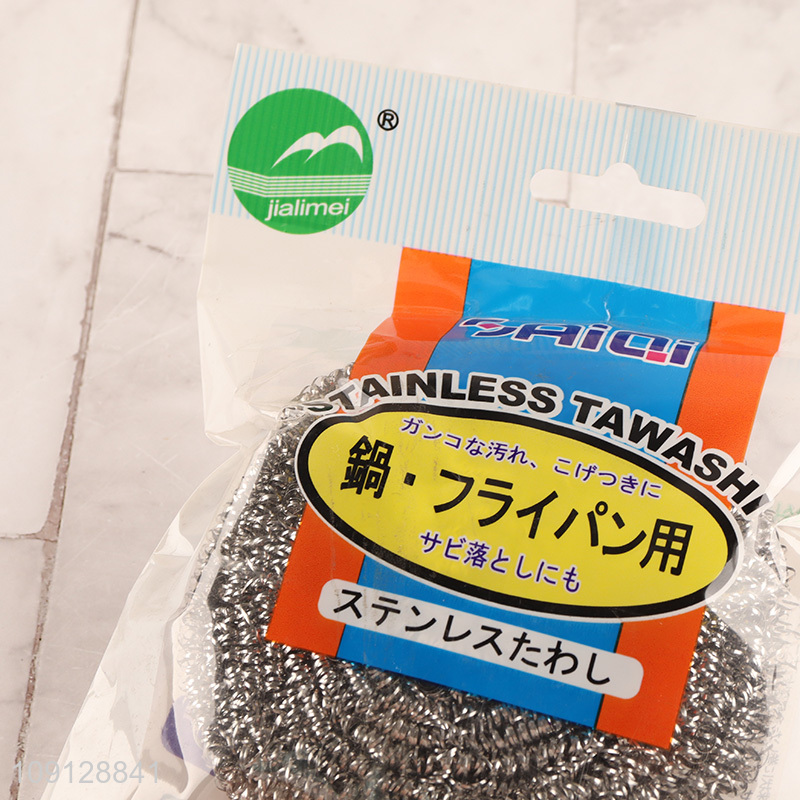 ®
jialimei
SAiQi
STAINLESS TAWASHI
ガンコな汚れ、こげつきに
鍋・フライパン用
サビ落としにも
ステンレスたわし
109128841